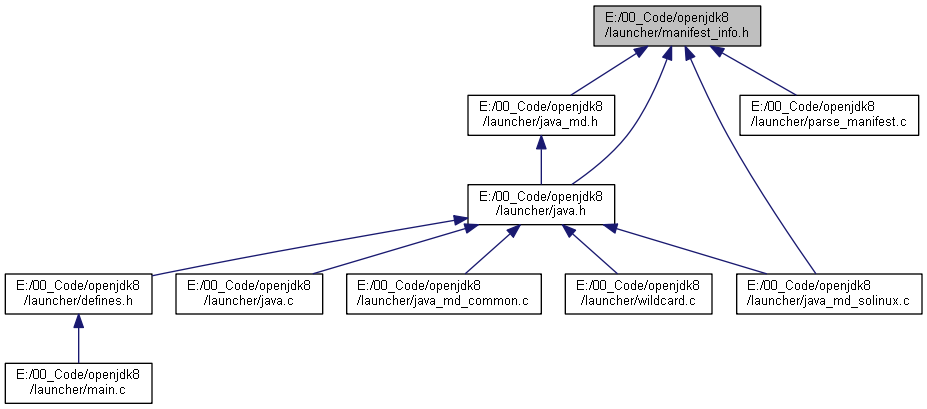 E:/00_Code/openjdk8
/launcher/manifest_info.h
E:/00_Code/openjdk8
/launcher/java_md.h
E:/00_Code/openjdk8
/launcher/parse_manifest.c
E:/00_Code/openjdk8
/launcher/java.h
E:/00_Code/openjdk8
/launcher/defines.h
E:/00_Code/openjdk8
/launcher/java.c
E:/00_Code/openjdk8
/launcher/java_md_common.c
E:/00_Code/openjdk8
/launcher/wildcard.c
E:/00_Code/openjdk8
/launcher/java_md_solinux.c
E:/00_Code/openjdk8
/launcher/main.c